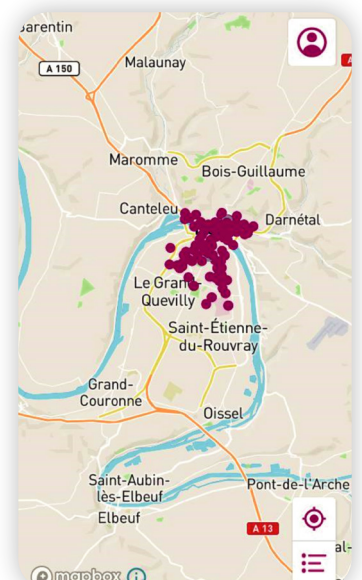 A 150
Malaunay
Maromme
Bois-Guillaume
Canteleu
Darnétal
Le Grand-
Quevilly
Saint-Étienne-
du-Rouvray
Grand-
Couronne
Oissel
Saint-Aubin-
lès-Elbeuf
Pont-de-l'Arche
Elbeuf
A 13
mapbox